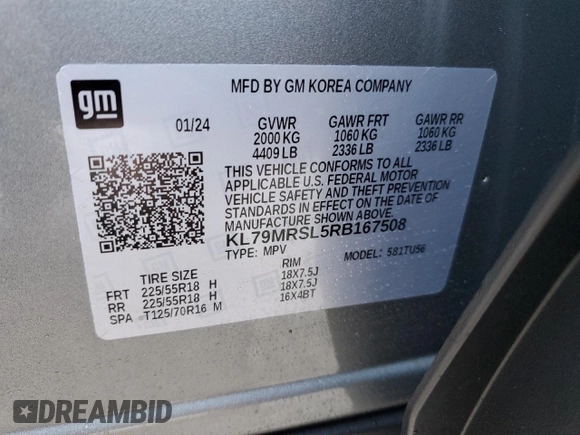 gm
MFD BY GM KOREA COMPANY
01/24 GVWR GAWR FRT GAWR RR
2000 KG 1060 KG 1060 KG
4409 LB 2336 LB 2336 LB
THIS VEHICLE CONFORMS TO ALL
APPLICABLE U.S. FEDERAL MOTOR
VEHICLE SAFETY AND THEFT PREVENTION
STANDARDS IN EFFECT ON THE DATE OF
MANUFACTURE SHOWN ABOVE.
KL79MRSL5RB167508
TYPE: MPV MODEL: 581TU56
TIRE SIZE RIM
FRT 225/55R18 H 18X7.5J
RR 225/55R18 H 18X7.5J
SPA T125/70R16 M 16X4BT
DREAMBID